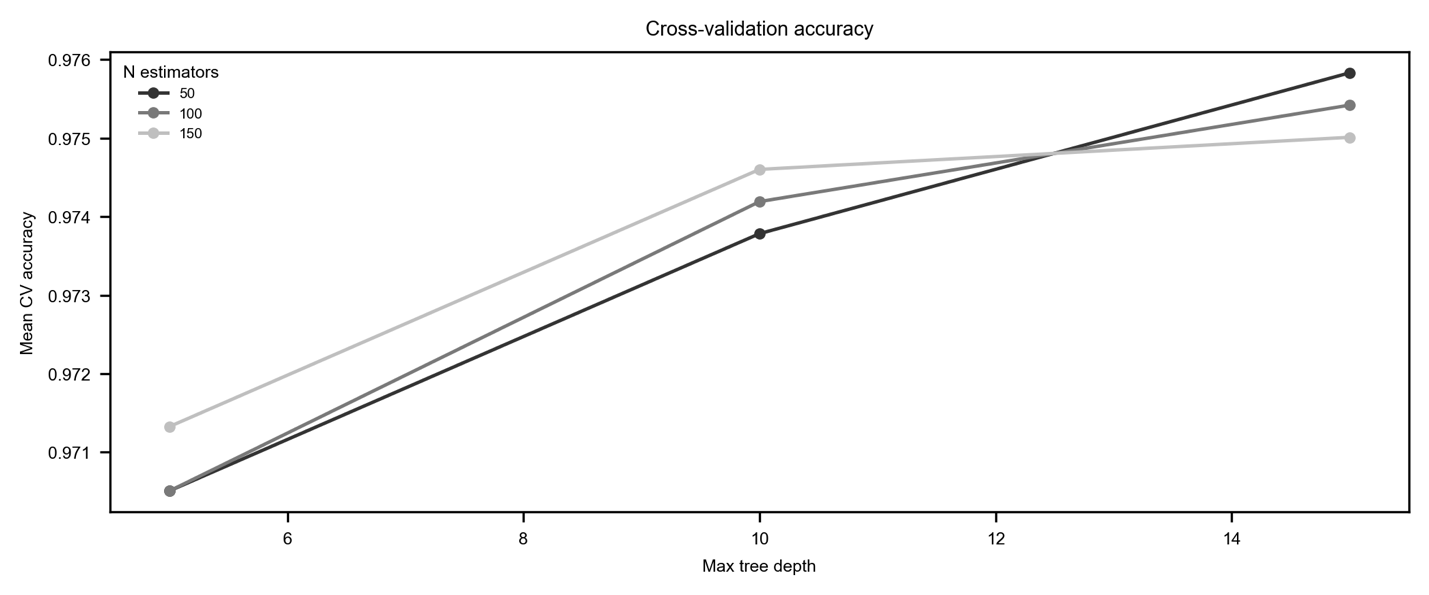 Cross-validation accuracy
N estimators
50
100
150
Mean CV accuracy
0.976
0.975
0.974
0.973
0.972
0.971
6 8 10 12 14
Max tree depth